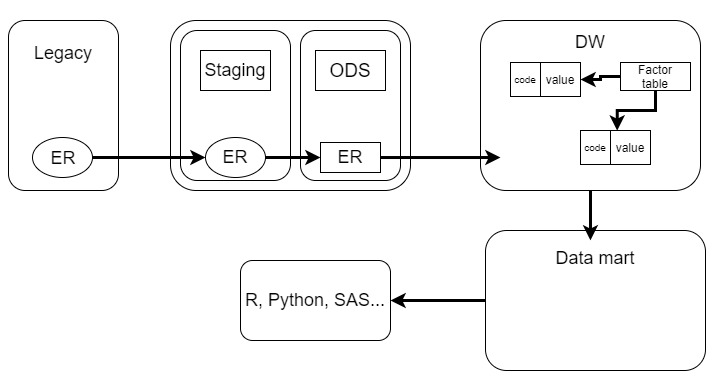 Legacy
ER
Staging
ER
ODS
ER
DW
code value
Factor
table
code value
Data mart
R, Python, SAS...